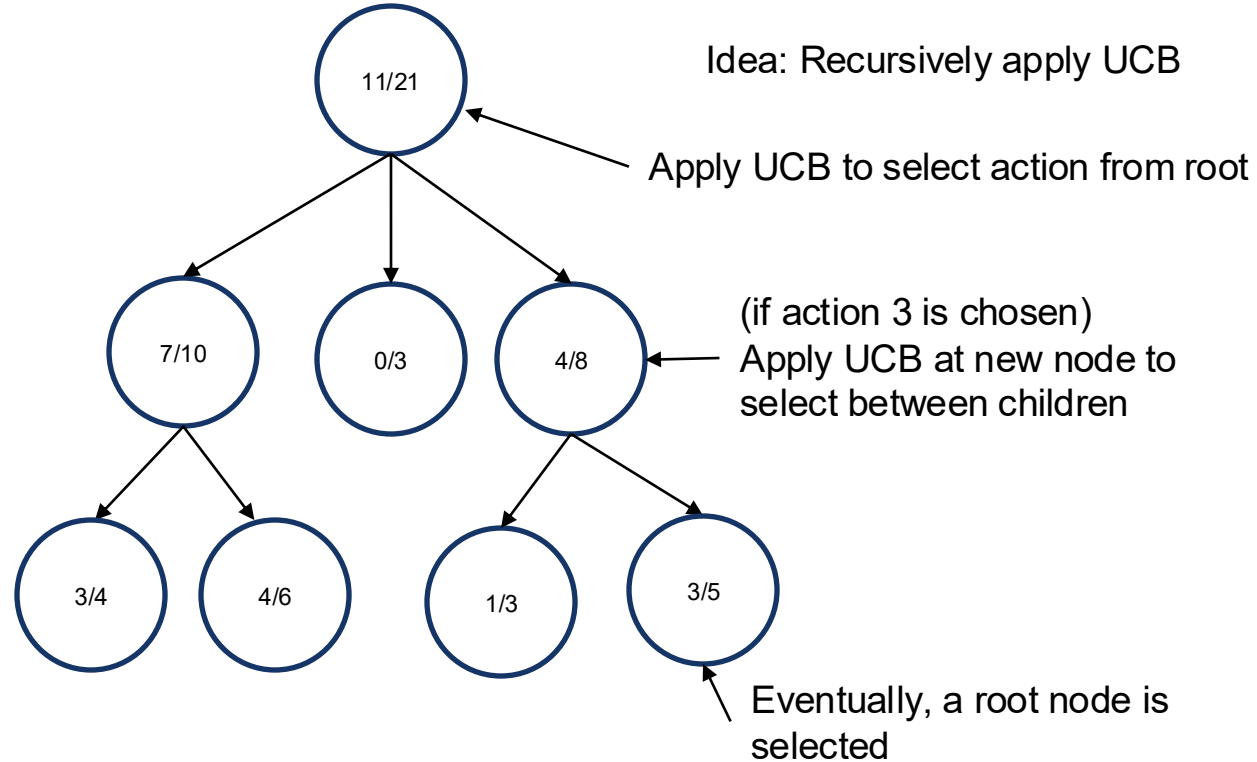 11/21
Idea: Recursively apply UCB
Apply UCB to select action from root
7/10
0/3
4/8
(if action 3 is chosen)
Apply UCB at new node to
select between children
3/4
4/6
1/3
3/5
Eventually, a root node is
selected